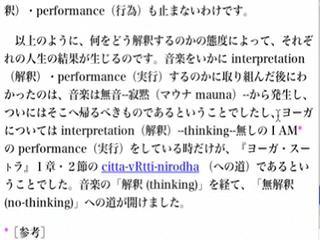 釈）・performance（行為）も止まないわけです。
以上のように、何をどう解釈するのかの態度によって、それぞ
れの人生の結果が生じるのです。音楽をいかに interpretation
（解釈）・performance（実行）するのかに取り組んだ後にわ
かったのは、音楽は無音--寂黙（マウナ mauna）--から発生し、
ついにはそこへ帰るべきものであるということでしたし、ヨーガ
については interpretation（解釈）--thinking--無しの I AM*
の performance（実行）をしている時だけが、『ヨーガ・スー
トラ』１章・２節の citta-vRtti-nirodha （への道）であるとい
うことでした。音楽の「解釈 (thinking)」を経て、「無解釈
(no-thinking)」への道が開けました。
*［参考］